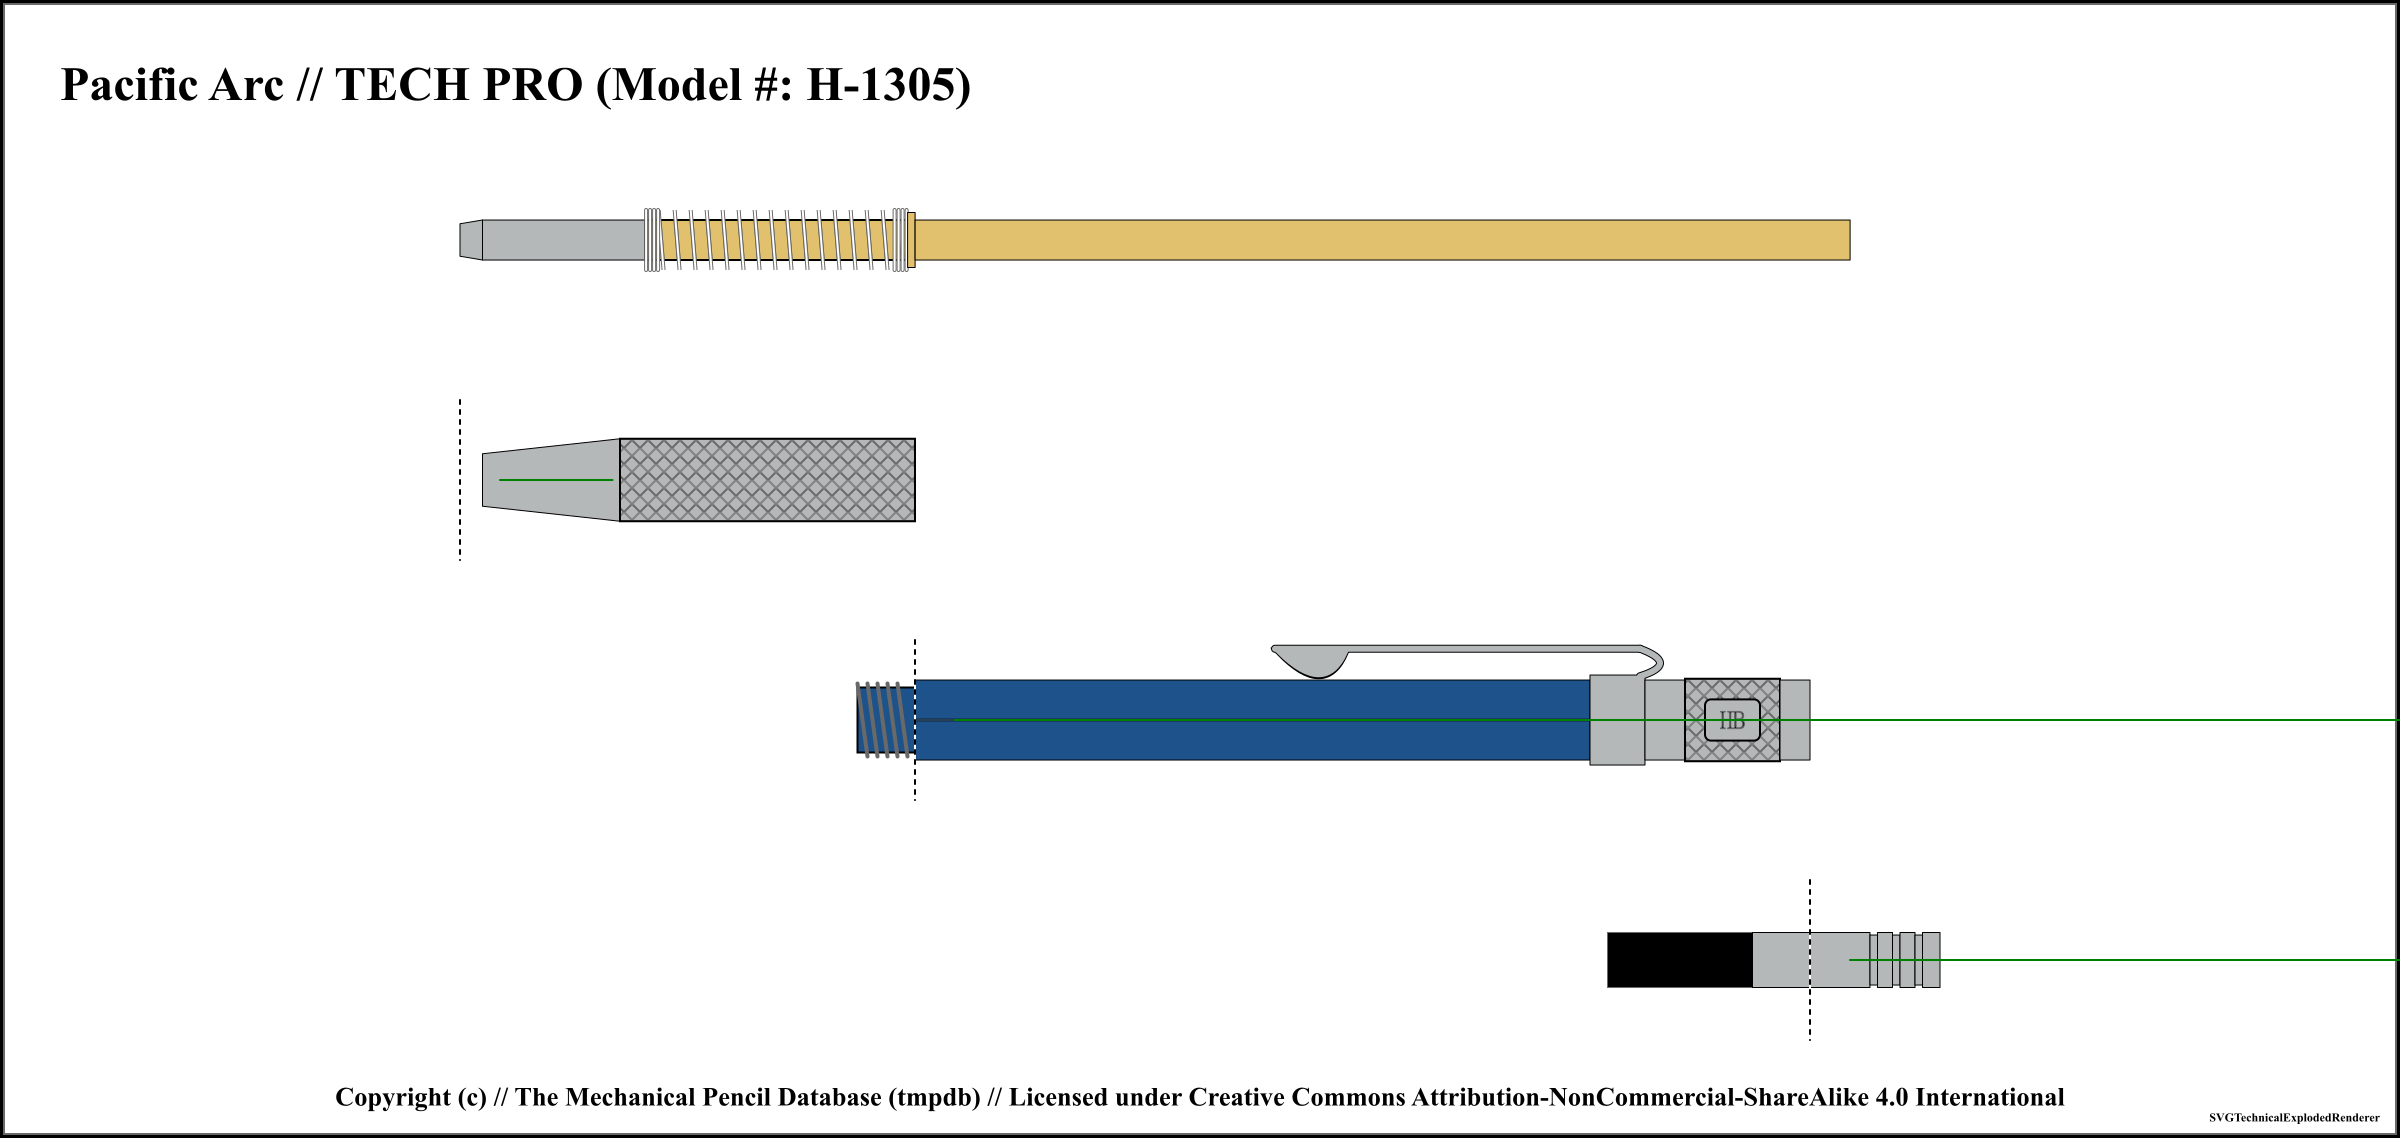 Pacific Arc // TECH PRO (Model #: H-1305)
HB
Copyright (c) // The Mechanical Pencil Database (tmpdb) // Licensed under Creative Commons Attribution-NonCommercial-ShareAlike 4.0 International
SVGTechnicalExplodedRenderer